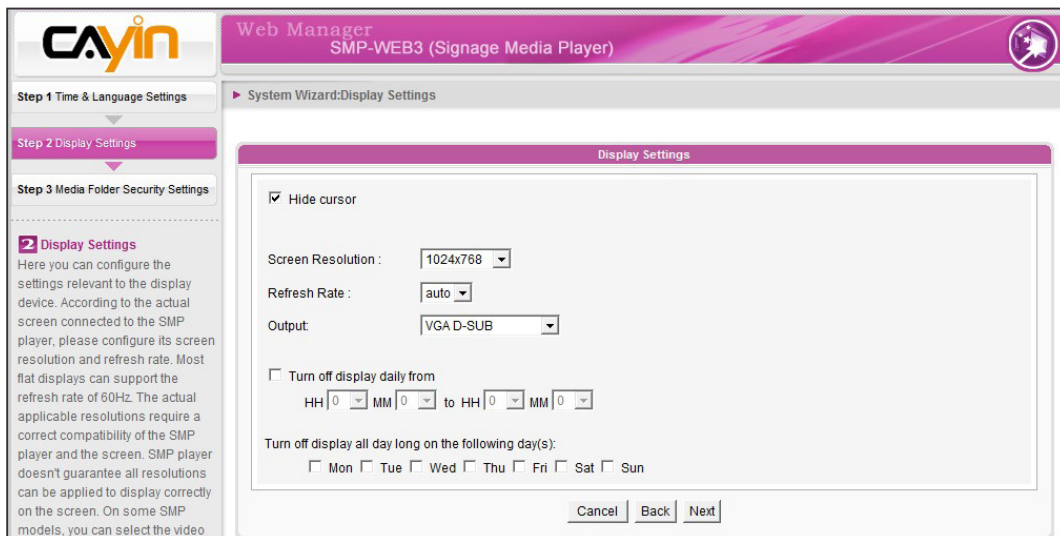 CAYIN
Web Manager
SMP-WEB3 (Signage Media Player)
Step 1 Time & Language Settings
System Wizard:Display Settings
Step 2 Display Settings
Step 3 Media Folder Security Settings
2 Display Settings
Here you can configure the
settings relevant to the display
device. According to the actual
screen connected to the SMP
player, please configure its screen
resolution and refresh rate. Most
flat displays can support the
refresh rate of 60Hz. The actual
applicable resolutions require a
correct compatibility of the SMP
player and the screen. SMP player
doesn't guarantee all resolutions
can be applied to display correctly
on the screen. On some SMP
models, you can select the video
Display Settings
Hide cursor
Screen Resolution : 1024x768
Refresh Rate : auto
Output: VGA D-SUB
Turn off display daily from
HH 0 MM 0 to HH 0 MM 0
Turn off display all day long on the following day(s):
Mon Tue Wed Thu Fri Sat Sun
Cancel Back Next